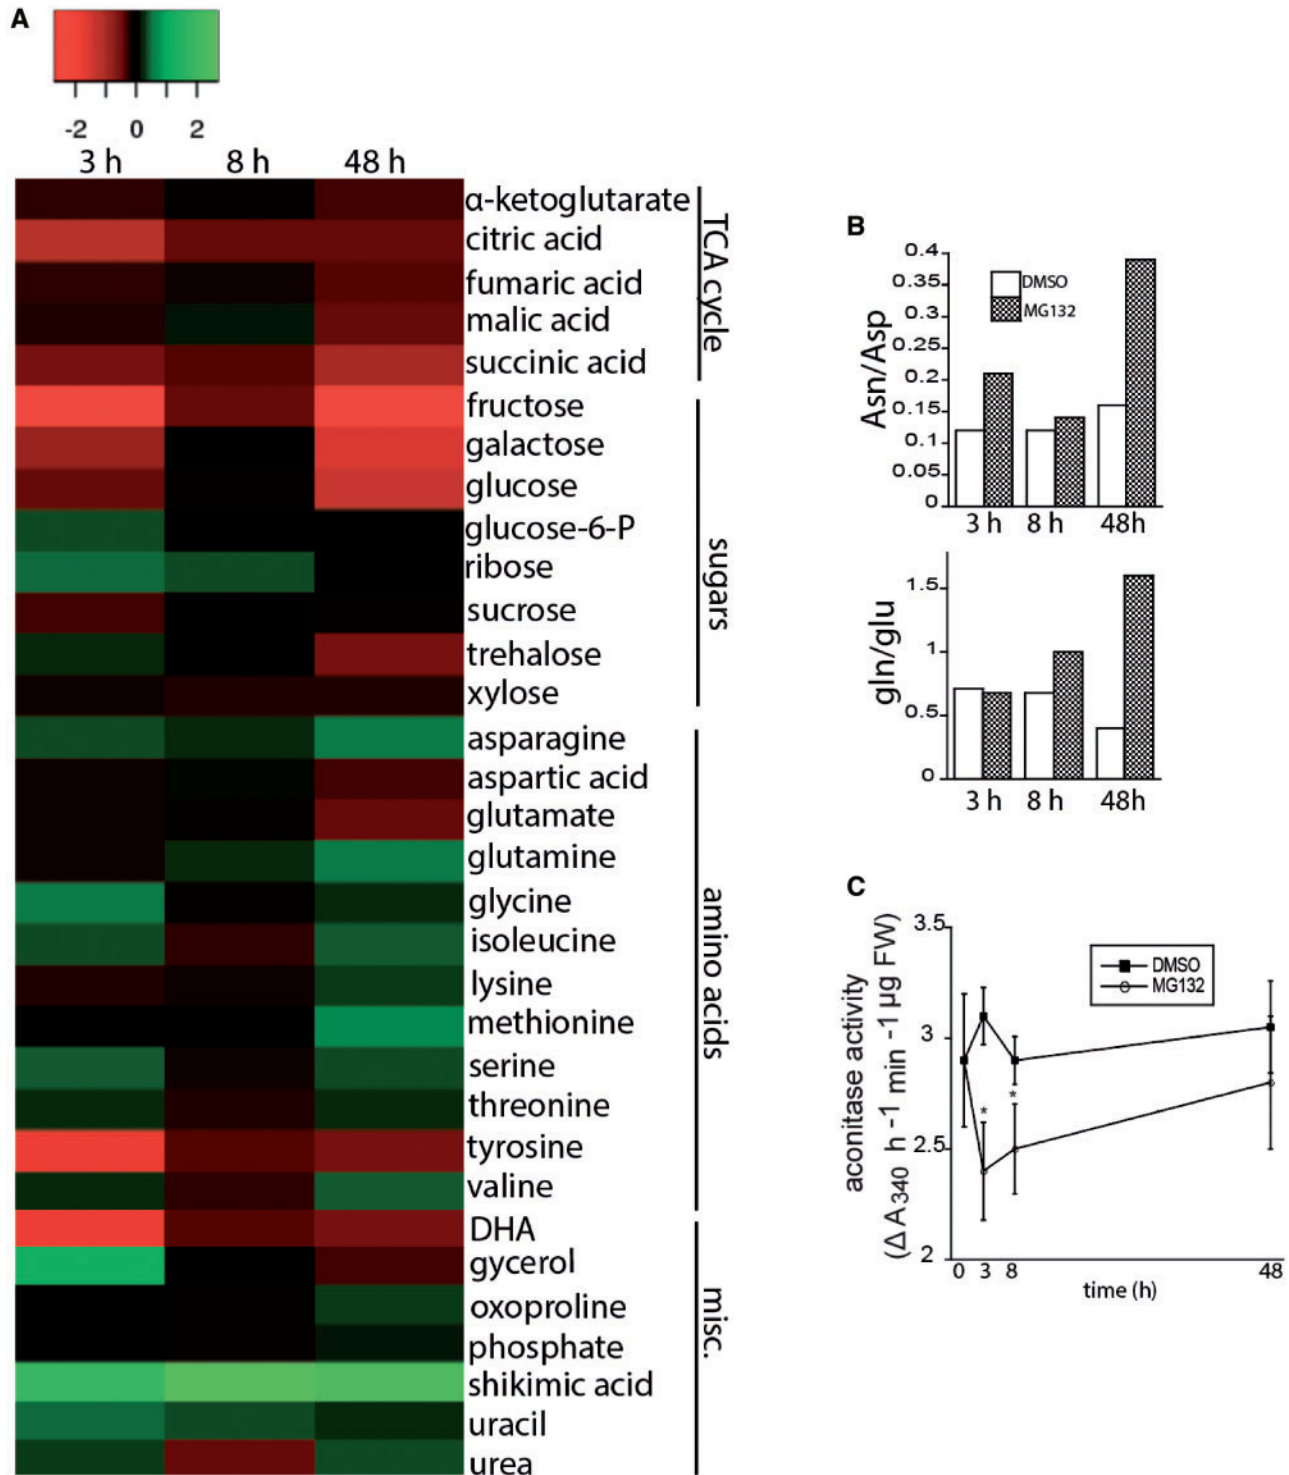 A
-2 0 2
3 h 8 h 48 h
α-ketoglutarate
citric acid
fumaric acid
malic acid
succinic acid
TCA cycle
fructose
galactose
glucose
glucose-6-P
ribose
sucrose
trehalose
xylose
sugars
asparagine
aspartic acid
glutamate
glutamine
glycine
isoleucine
lysine
methionine
serine
threonine
tyrosine
valine
amino acids
DHA
gycerol
oxoproline
phosphate
shikimic acid
uracil
urea
misc.
B
Asn/Asp
0.4
0.35
0.3
0.25
0.2
0.15
0.1
0.05
0
DMSO
MG132
3 h 8 h 48h
gln/glu
1.5
1
0.5
0
3 h 8 h 48h
C
aconitase activity
(Δ A340 h -1 min -1 µg FW)
3.5
3
2.5
2
DMSO
MG132
*
*
0 3 8 48
time (h)